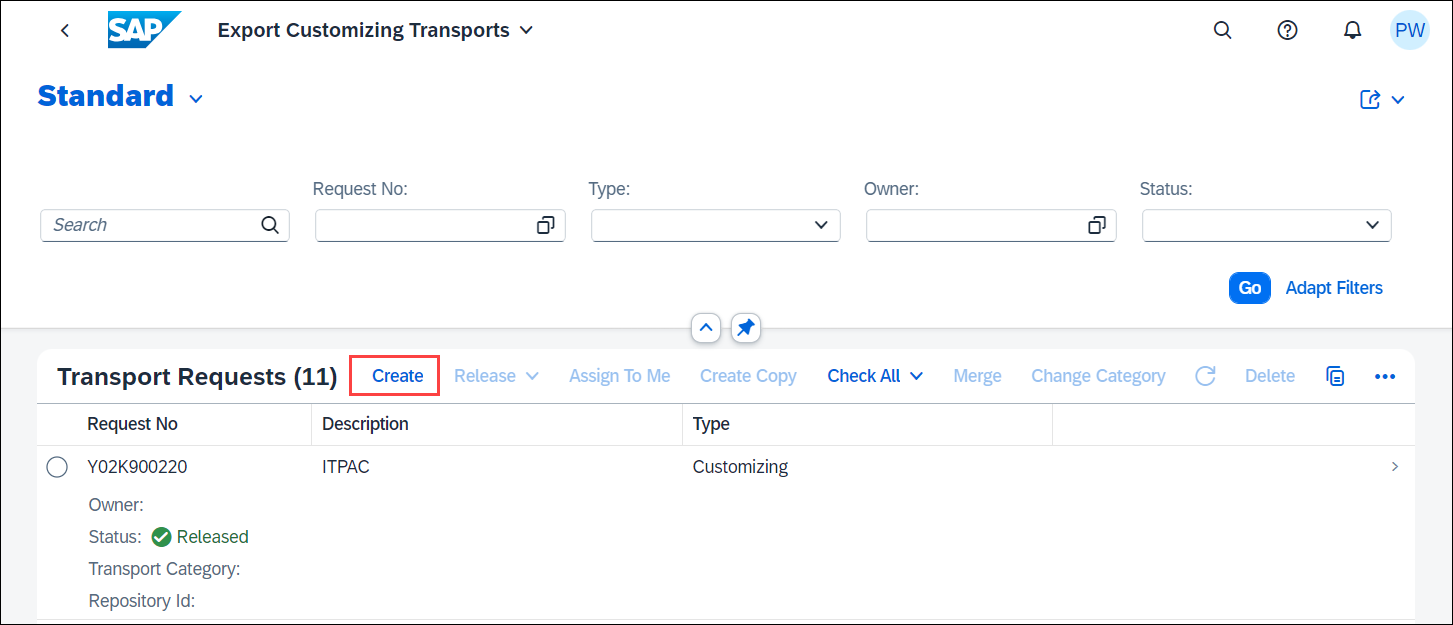 SAP Export Customizing Transports PW
Standard
Request No: Type: Owner: Status:
Search
Go Adapt Filters
Transport Requests (11) Create Release Assign To Me Create Copy Check All Merge Change Category Delete
Request No Description Type
Y02K900220 ITPAC Customizing
Owner:
Status: Released
Transport Category:
Repository Id: